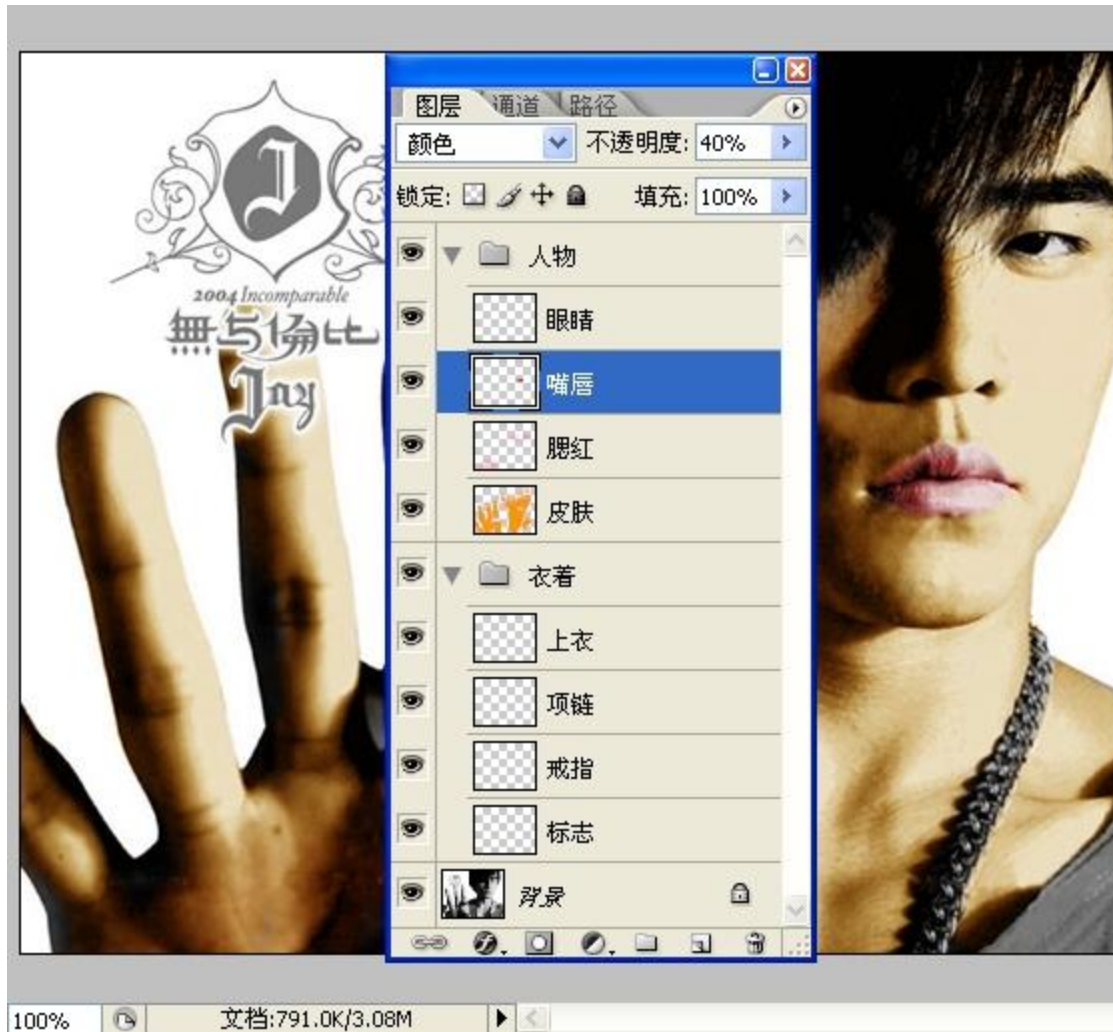 2004 Incomparable
無与倫比
Jay
图层 通道 路径
颜色 不透明度: 40%
锁定: 填充: 100%
人物
眼睛
嘴唇
腮红
皮肤
衣着
上衣
项链
戒指
标志
背景
100% 文档:791.0K/3.08M